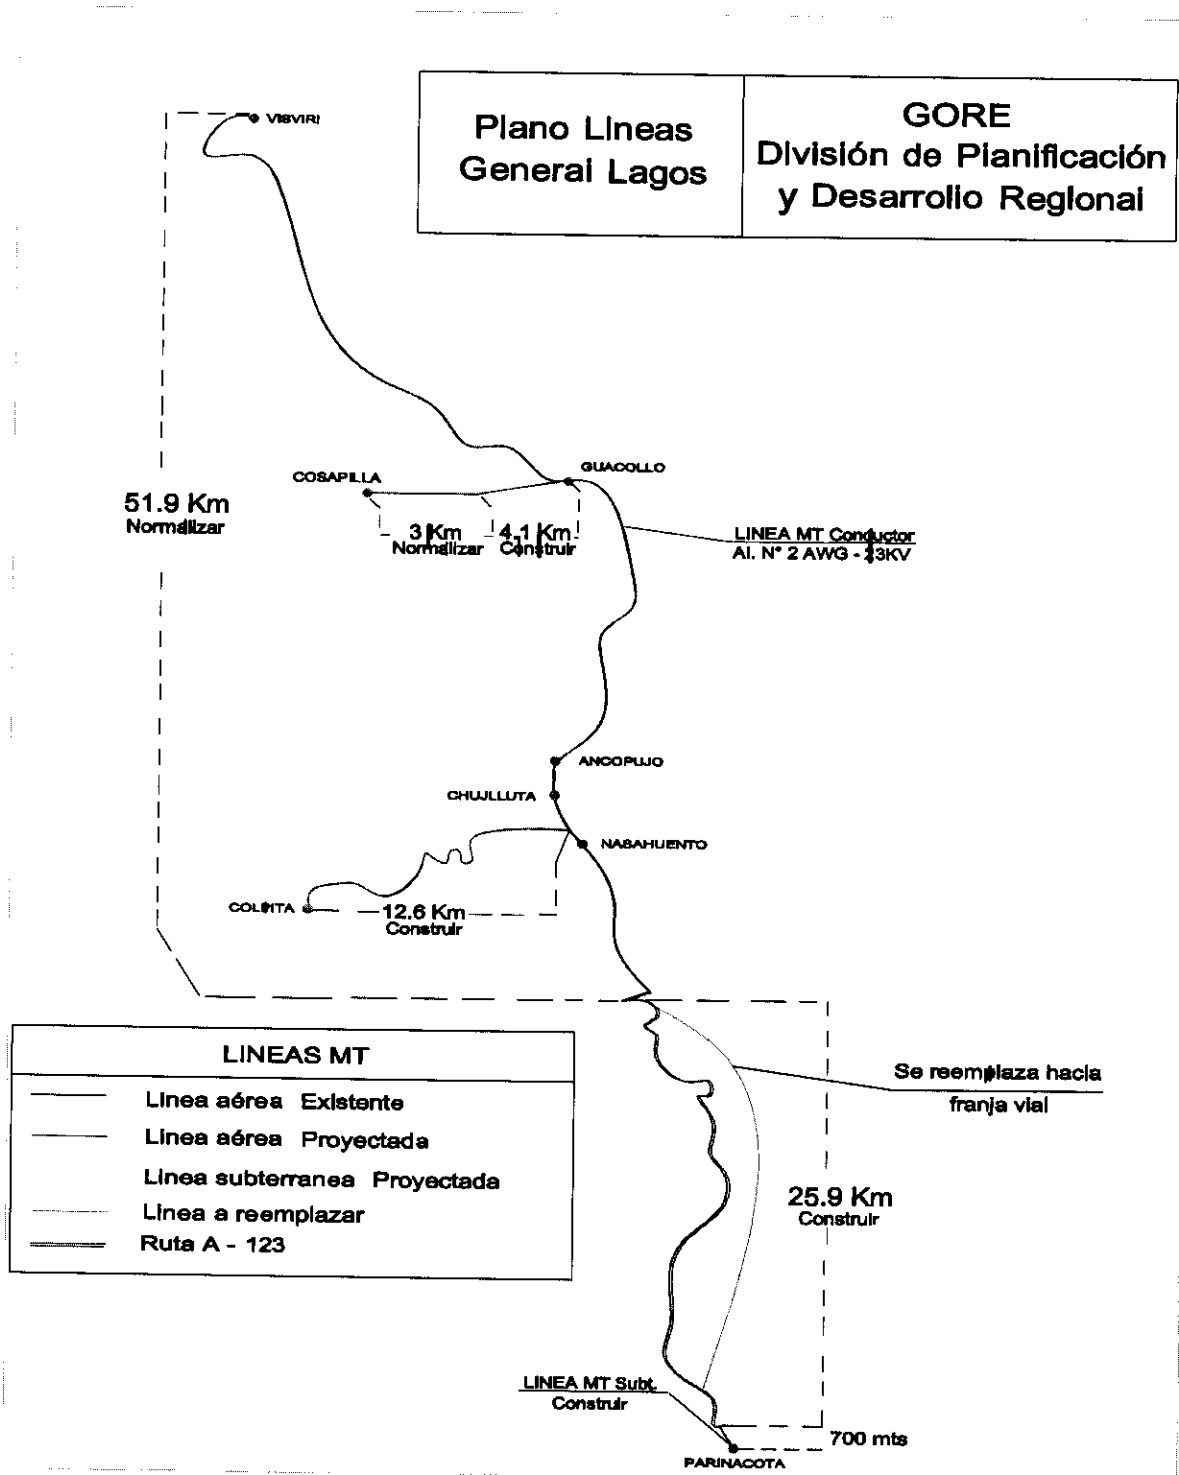 Plano Lineas
General Lagos
GORE
División de Planificación
y Desarrollo Regional
VISVIRI
COSAPILLA
GUACOLLO
51.9 Km
Normalizar
3 Km
Normalizar
4.1 Km
Construir
LINEA MT Conductor
Al. N° 2 AWG - 23KV
ANCOPUJO
CHUJLLUTA
NASAHUENTO
COLPITA
12.6 Km
Construir
LINEAS MT
Linea aérea Existente
Linea aérea Proyectada
Linea subterranea Proyectada
Linea a reemplazar
Ruta A - 123
Se reemplaza hacia
franja vial
25.9 Km
Construir
LINEA MT Subt.
Construir
700 mts
PARINACOTA